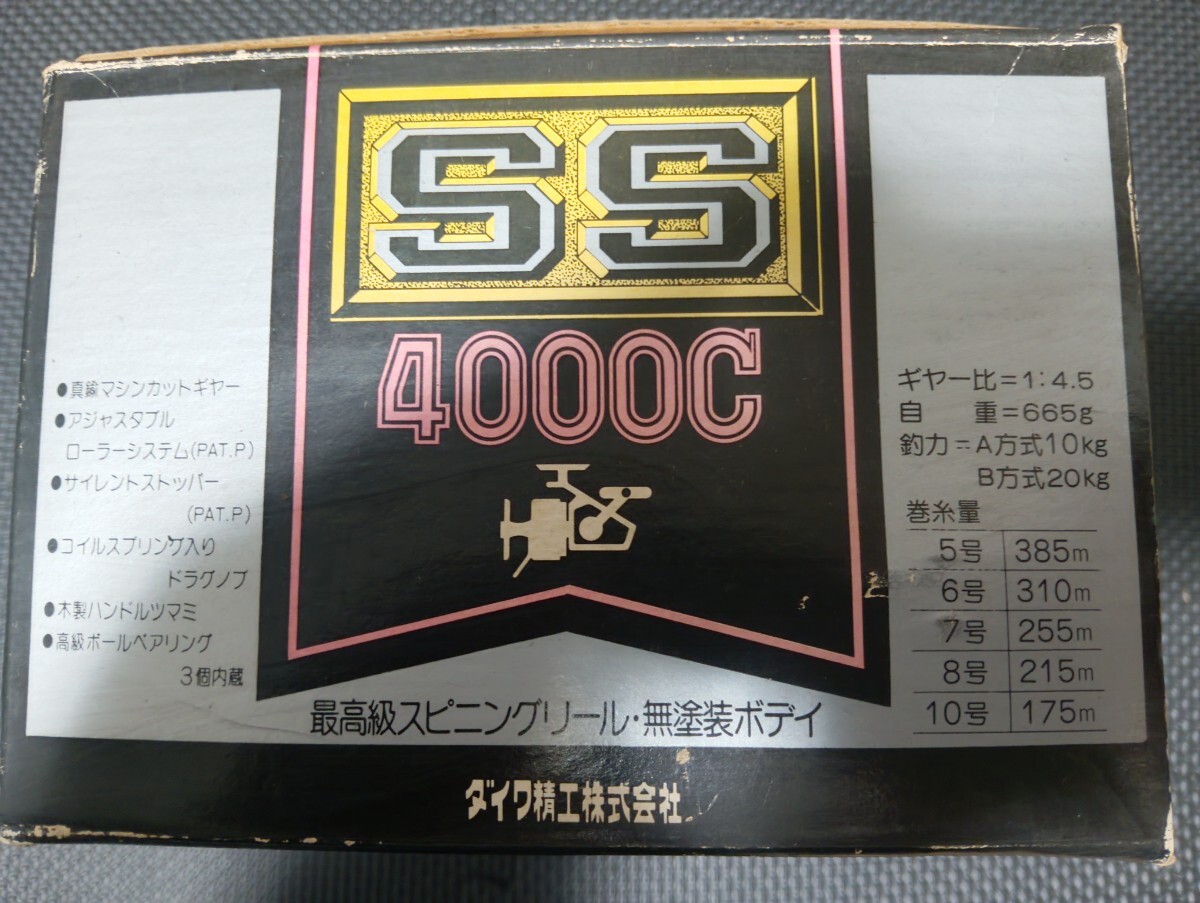 SS
4000C
●真鍮マシンカットギヤー
●アジャスタブル
ローラーシステム(PAT.P)
●サイレントストッパー
(PAT.P)
●コイルスプリング入り
ドラグノブ
●木製ハンドルツマミ
●高級ボールベアリング
3個内蔵
ギヤー比=1:4.5
自 重=665g
釣力=A方式10kg
B方式20kg
巻糸量
5号 385m
6号 310m
7号 255m
8号 215m
10号 175m
最高級スピニングリール・無塗装ボデイ
ダイワ精工株式会社